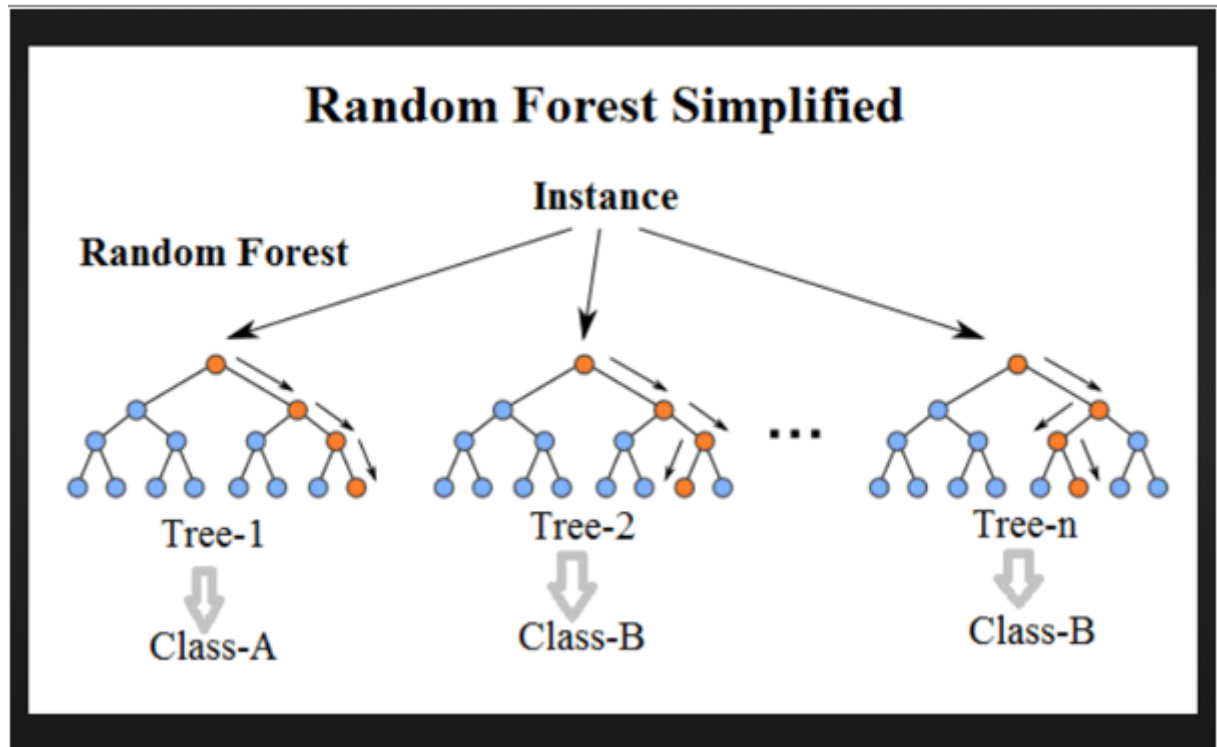 Random Forest Simplified
Instance
Random Forest
...
Tree-1
Tree-2
Tree-n
Class-A
Class-B
Class-B